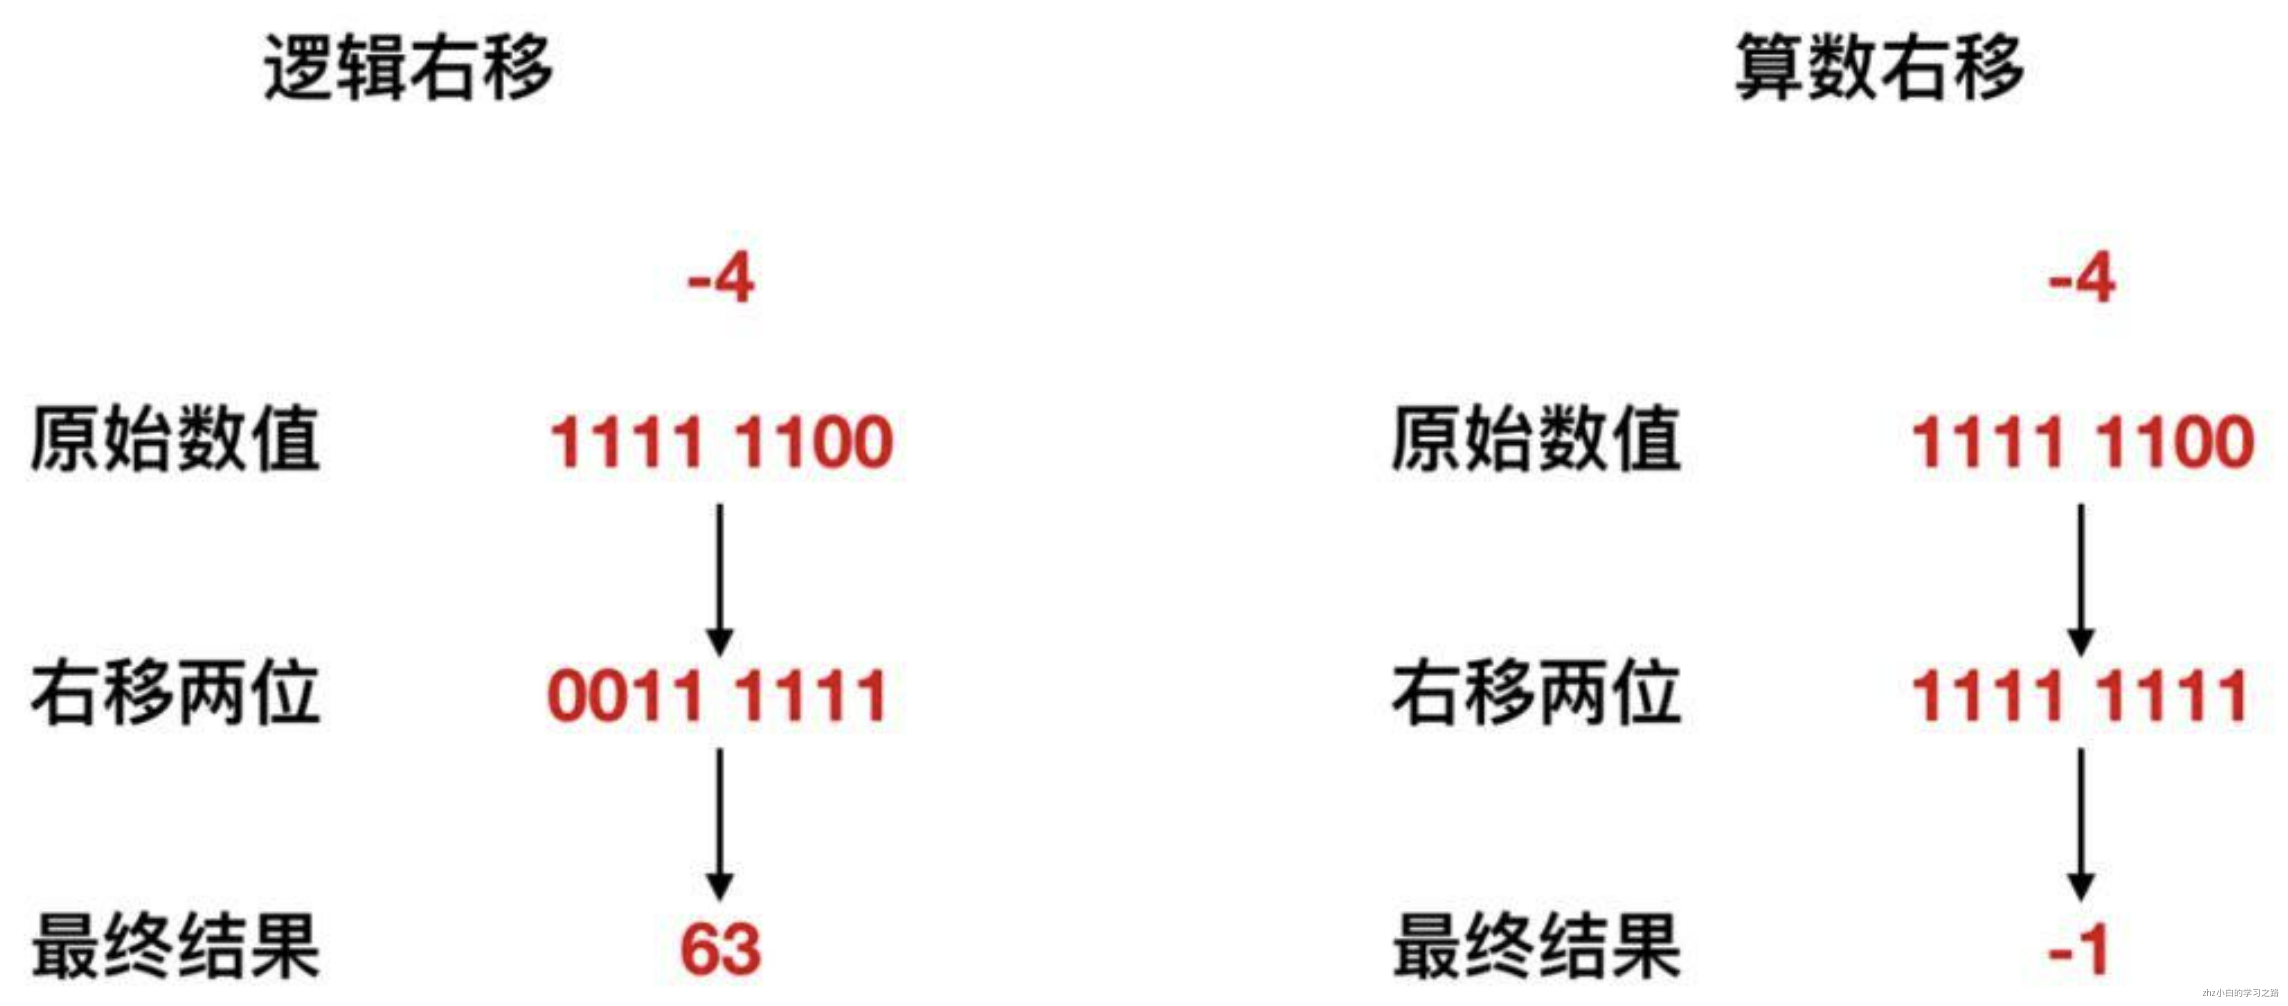 逻辑右移
-4
原始数值 1111 1100
右移两位 0011 1111
最终结果 63
算数右移
-4
原始数值 1111 1100
右移两位 1111 1111
最终结果 -1
zhz小白的学习之路